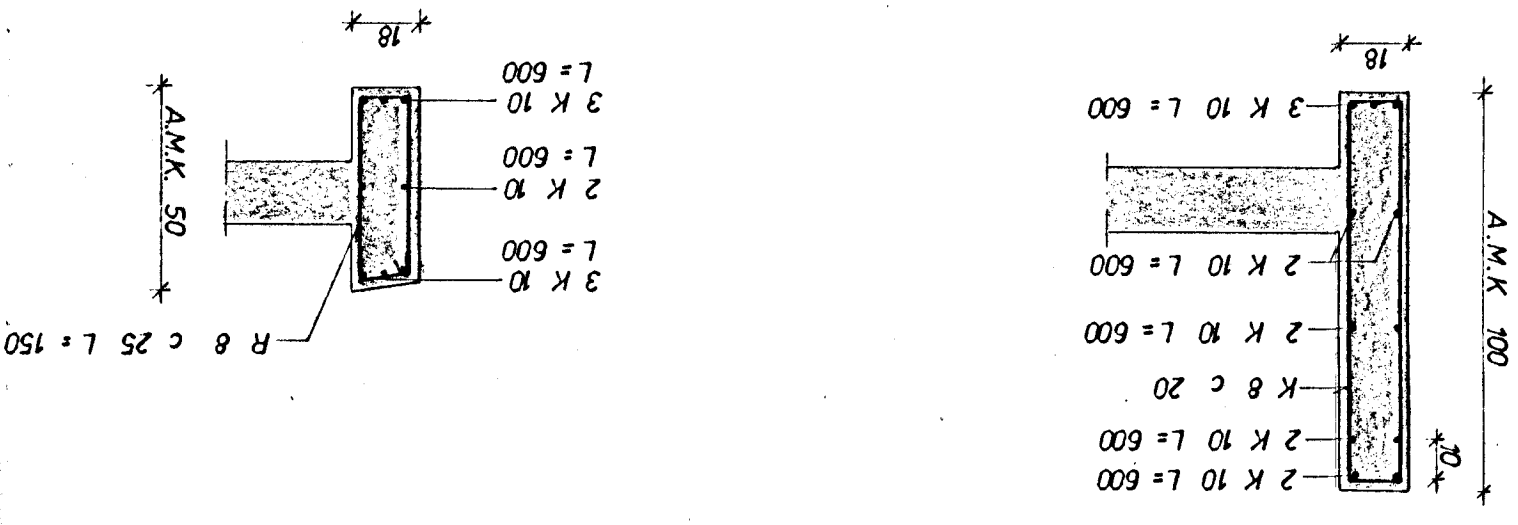 2 K 10 L = 600
2 K 10 L = 600
K 8 c 20
2 K 10 L = 600
2 K 10 L = 600
3 K 10 L = 600
10
A.M.K 100
18
R 8 c 25 L = 150
3 K 10
L = 600
2 K 10
L = 600
3 K 10
L = 600
A.M.K. 50
18